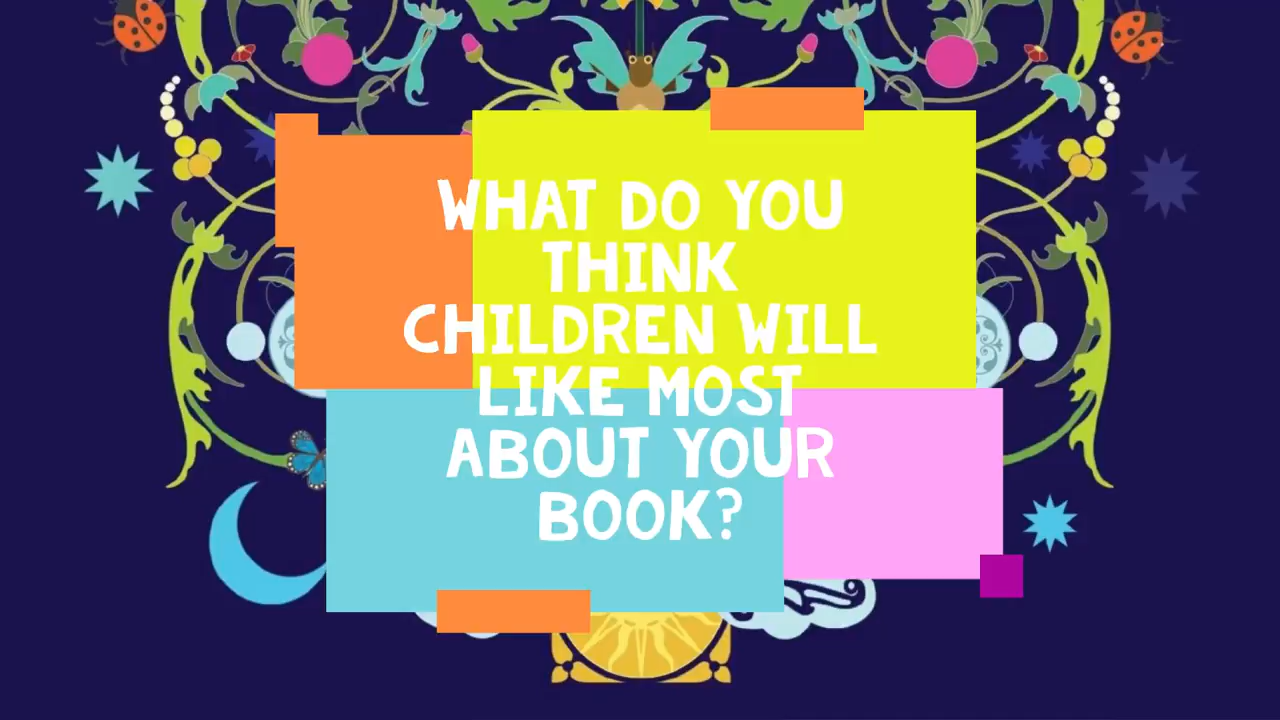 WHAT DO YOU
THINK
CHILDREN WILL
LIKE MOST
ABOUT YOUR
BOOK?